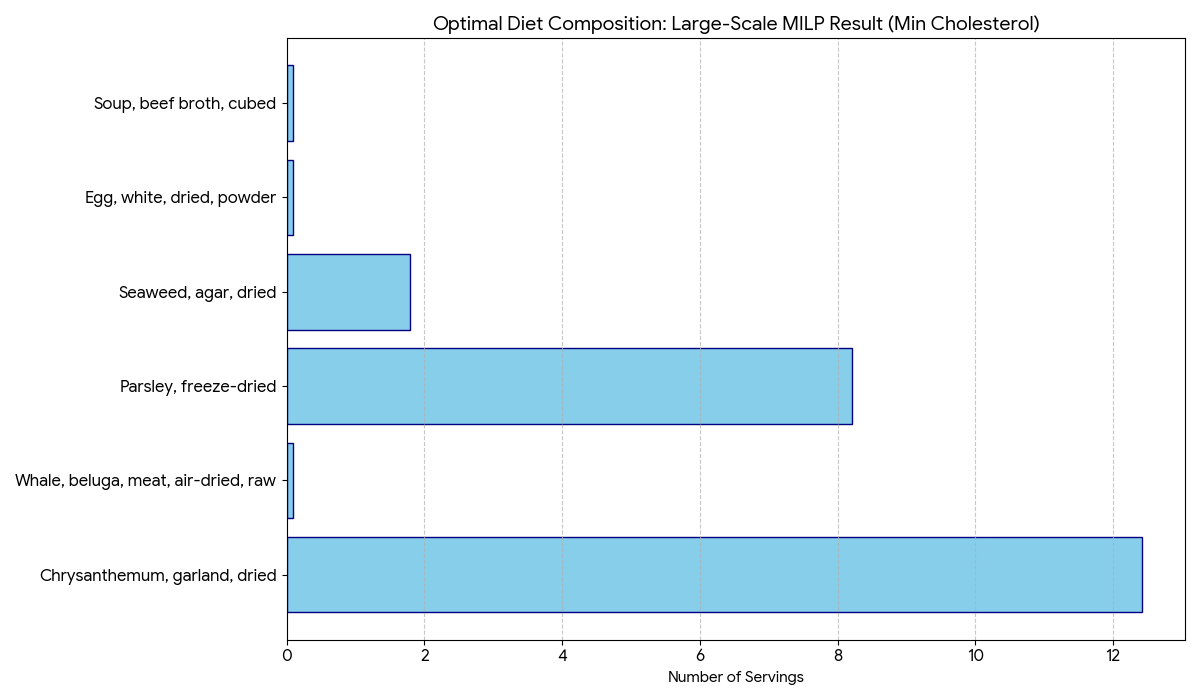 Optimal Diet Composition: Large-Scale MILP Result (Min Cholesterol)
Soup, beef broth, cubed
Egg, white, dried, powder
Seaweed, agar, dried
Parsley, freeze-dried
Whale, beluga, meat, air-dried, raw
Chrysanthemum, garland, dried
0 2 4 6 8 10 12
Number of Servings